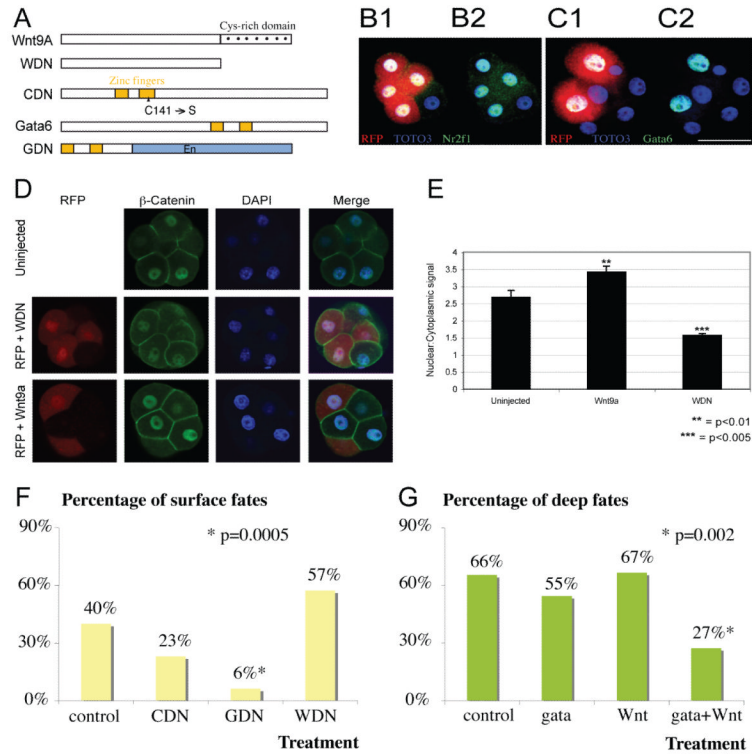 A
Cys-rich domain
Wnt9A
WDN
Zinc fingers
CDN
C141 → S
Gata6
GDN
En
B1 B2 C1 C2
RFP TOTO3 Nr2f1 RFP TOTO3 Gata6
D
RFP β-Catenin DAPI Merge
Uninjected
RFP + WDN
RFP + Wnt9a
E
Nuclear:Cytoplasmic signal
4
3.5
3
2.5
2
1.5
1
0.5
0
**
***
Uninjected Wnt9a WDN
** = p<0.01
*** = p<0.005
F Percentage of surface fates
90%
* p=0.0005
60%
57%
40%
30%
23%
6%*
0%
control CDN GDN WDN
Treatment
G Percentage of deep fates
90%
* p=0.002
66% 55% 67%
60%
30%
27%*
0%
control gata Wnt gata+Wnt
Treatment